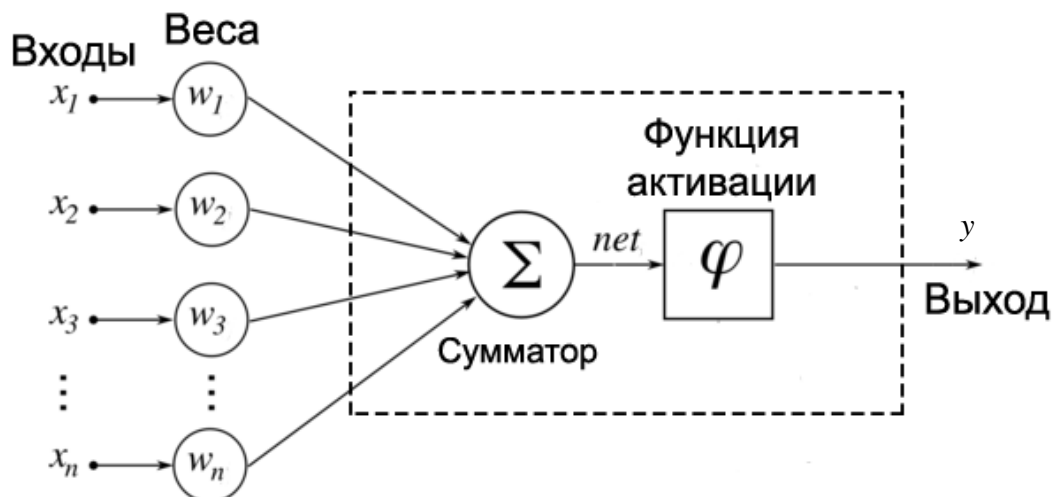 Входы
Веса
x1
w1
x2
w2
x3
w3
...
...
xn
wn
Σ
Сумматор
net
Функция
активации
φ
y
Выход